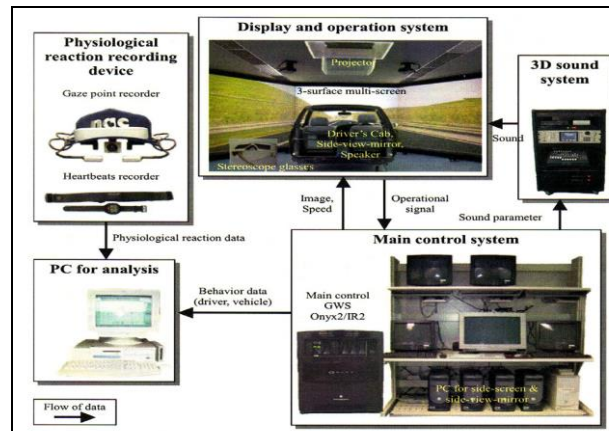 Physiological
reaction recording
device
Gaze point recorder
ncc
Heartbeats recorder
Display and operation system
Projector
3-surface multi-screen
Driver's Cab,
Side-view-mirror,
Speaker
Stereoscope glasses
3D sound
system
Sound
Image,
Speed
Operational
signal
Sound parameter
Physiological reaction data
PC for analysis
Behavior data
(driver, vehicle)
Main control system
Main control
GWS
Onyx2/IR2
PC for side-screen &
side-view-mirror
Flow of data